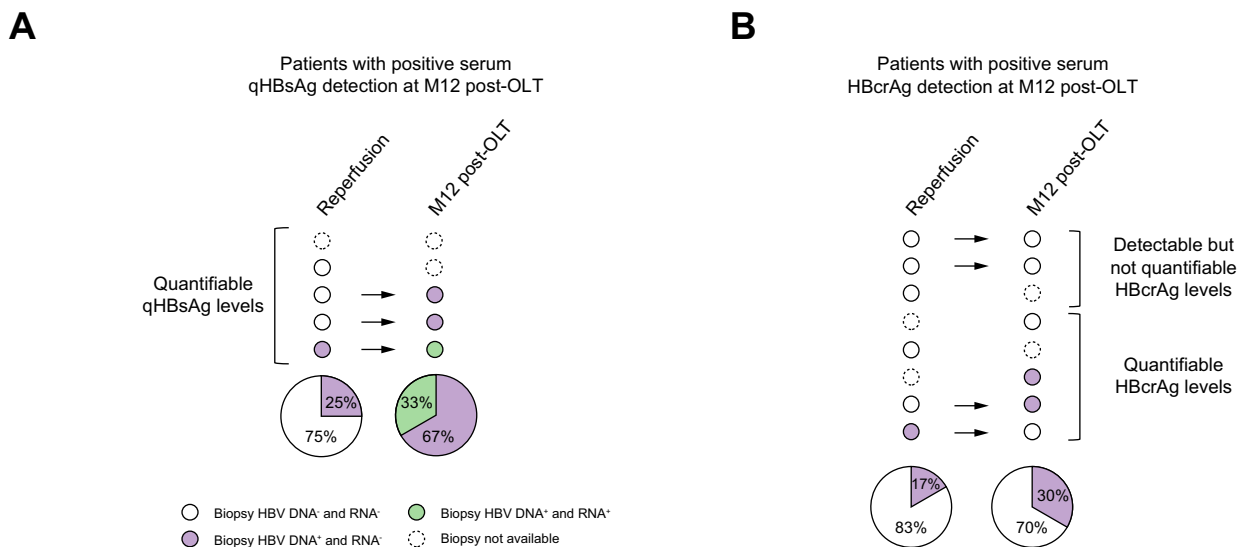 A
Patients with positive serum
qHBsAg detection at M12 post-OLT
Reperfusion
M12 post-OLT
Quantifiable
qHBsAg levels
25%
75%
33%
67%
Biopsy HBV DNA⁻ and RNA⁻
Biopsy HBV DNA⁺ and RNA⁻
Biopsy HBV DNA⁺ and RNA⁺
Biopsy not available
B
Patients with positive serum
HBcrAg detection at M12 post-OLT
Reperfusion
M12 post-OLT
Detectable but
not quantifiable
HBcrAg levels
Quantifiable
HBcrAg levels
17%
83%
30%
70%